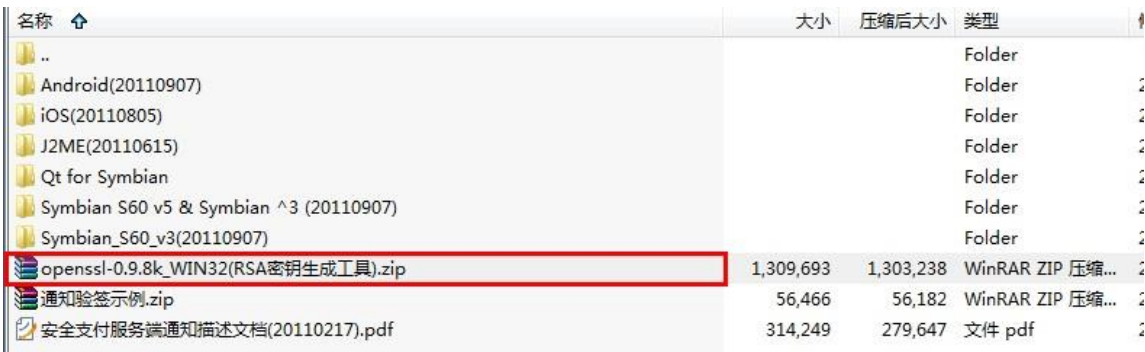 名称 大小 压缩后大小 类型
.. Folder
Android(20110907) Folder
iOS(20110805) Folder
J2ME(20110615) Folder
Qt for Symbian Folder
Symbian S60 v5 & Symbian ^3 (20110907) Folder
Symbian_S60_v3(20110907) Folder
openssl-0.9.8k_WIN32(RSA密钥生成工具).zip 1,309,693 1,303,238 WinRAR ZIP 压缩...
通知验签示例.zip 56,466 56,182 WinRAR ZIP 压缩...
安全支付服务端通知描述文档(20110217).pdf 314,249 279,647 文件 pdf